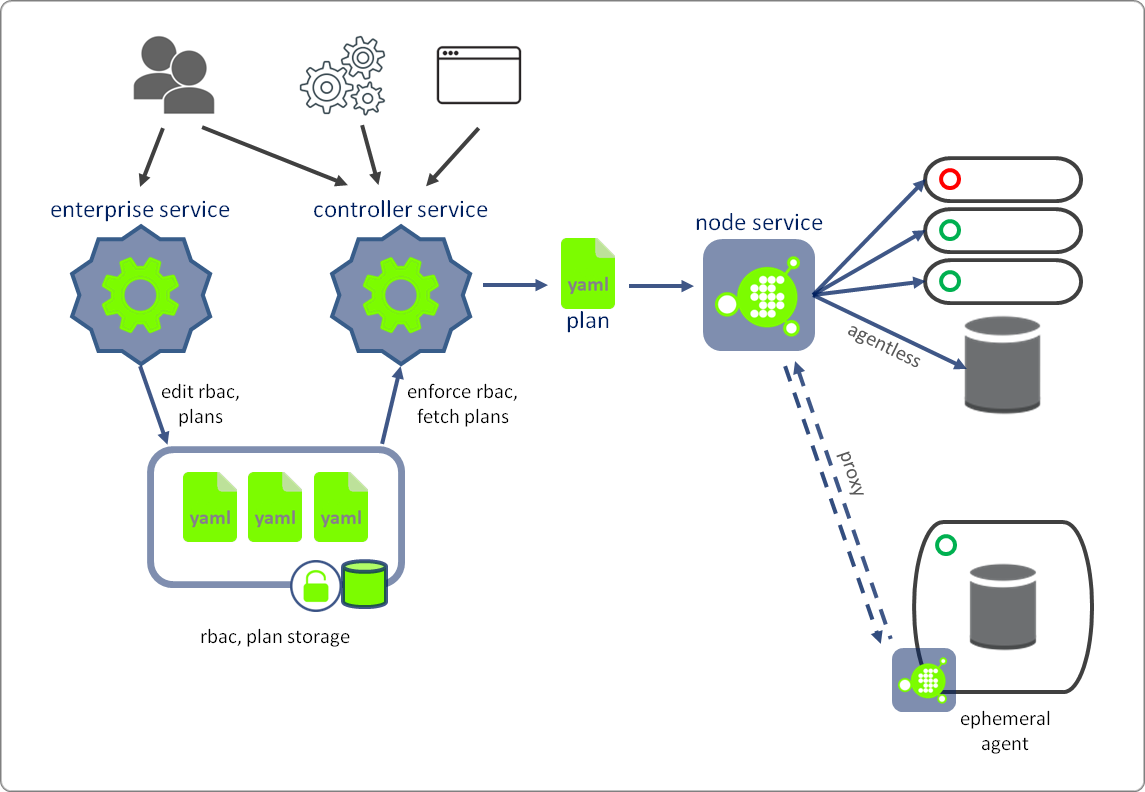 enterprise service
controller service
node service
yaml
plan
agentless
edit rbac,
plans
enforce rbac,
fetch plans
proxy
yaml
yaml
yaml
rbac, plan storage
ephemeral
agent